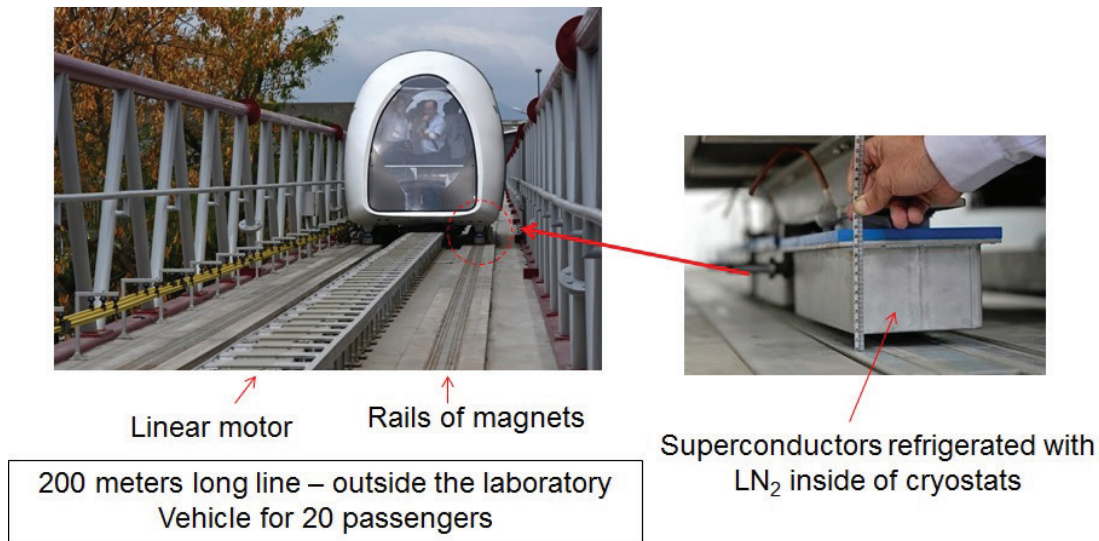 Linear motor
Rails of magnets
200 meters long line – outside the laboratory
Vehicle for 20 passengers
Superconductors refrigerated with
LN₂ inside of cryostats